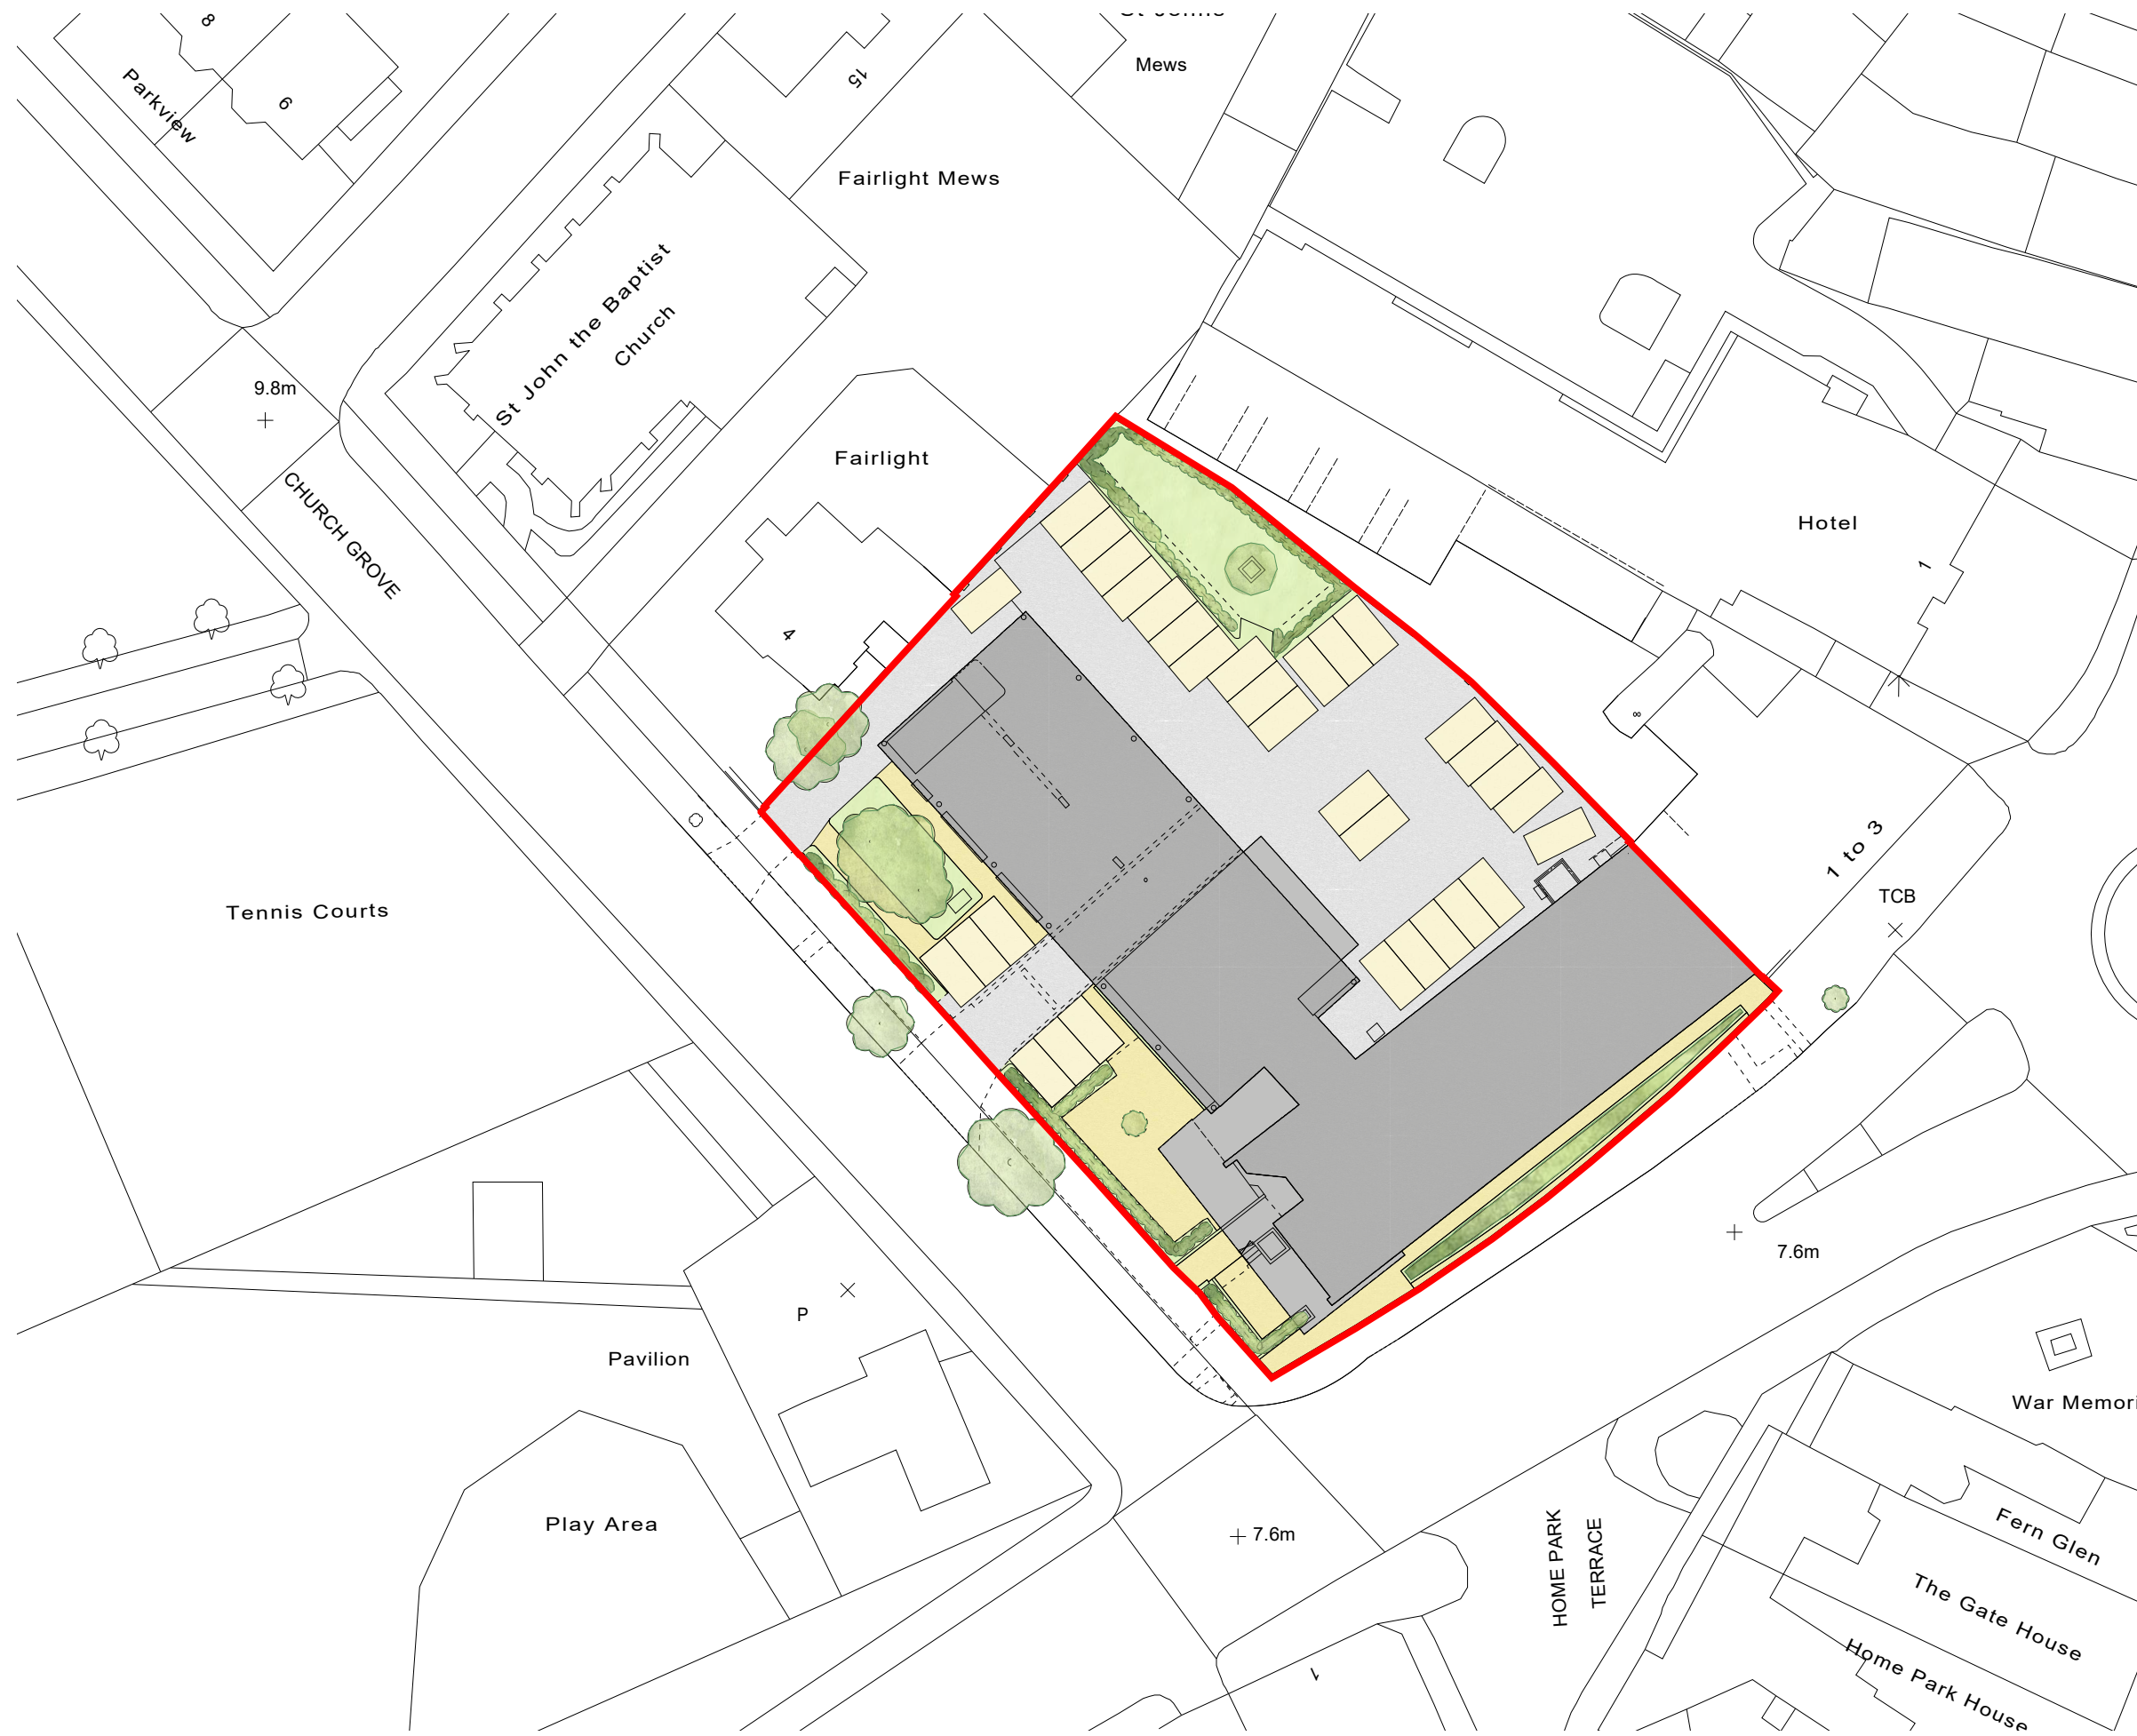 8
Parkview
6
15
Mews
Fairlight Mews
St John the Baptist
Church
9.8m
CHURCH GROVE
Fairlight
4
Hotel
1
8
1 to 3
TCB
Tennis Courts
7.6m
P
Pavilion
Play Area
7.6m
HOME PARK
TERRACE
1
War Memori
Fern Glen
The Gate House
Home Park House